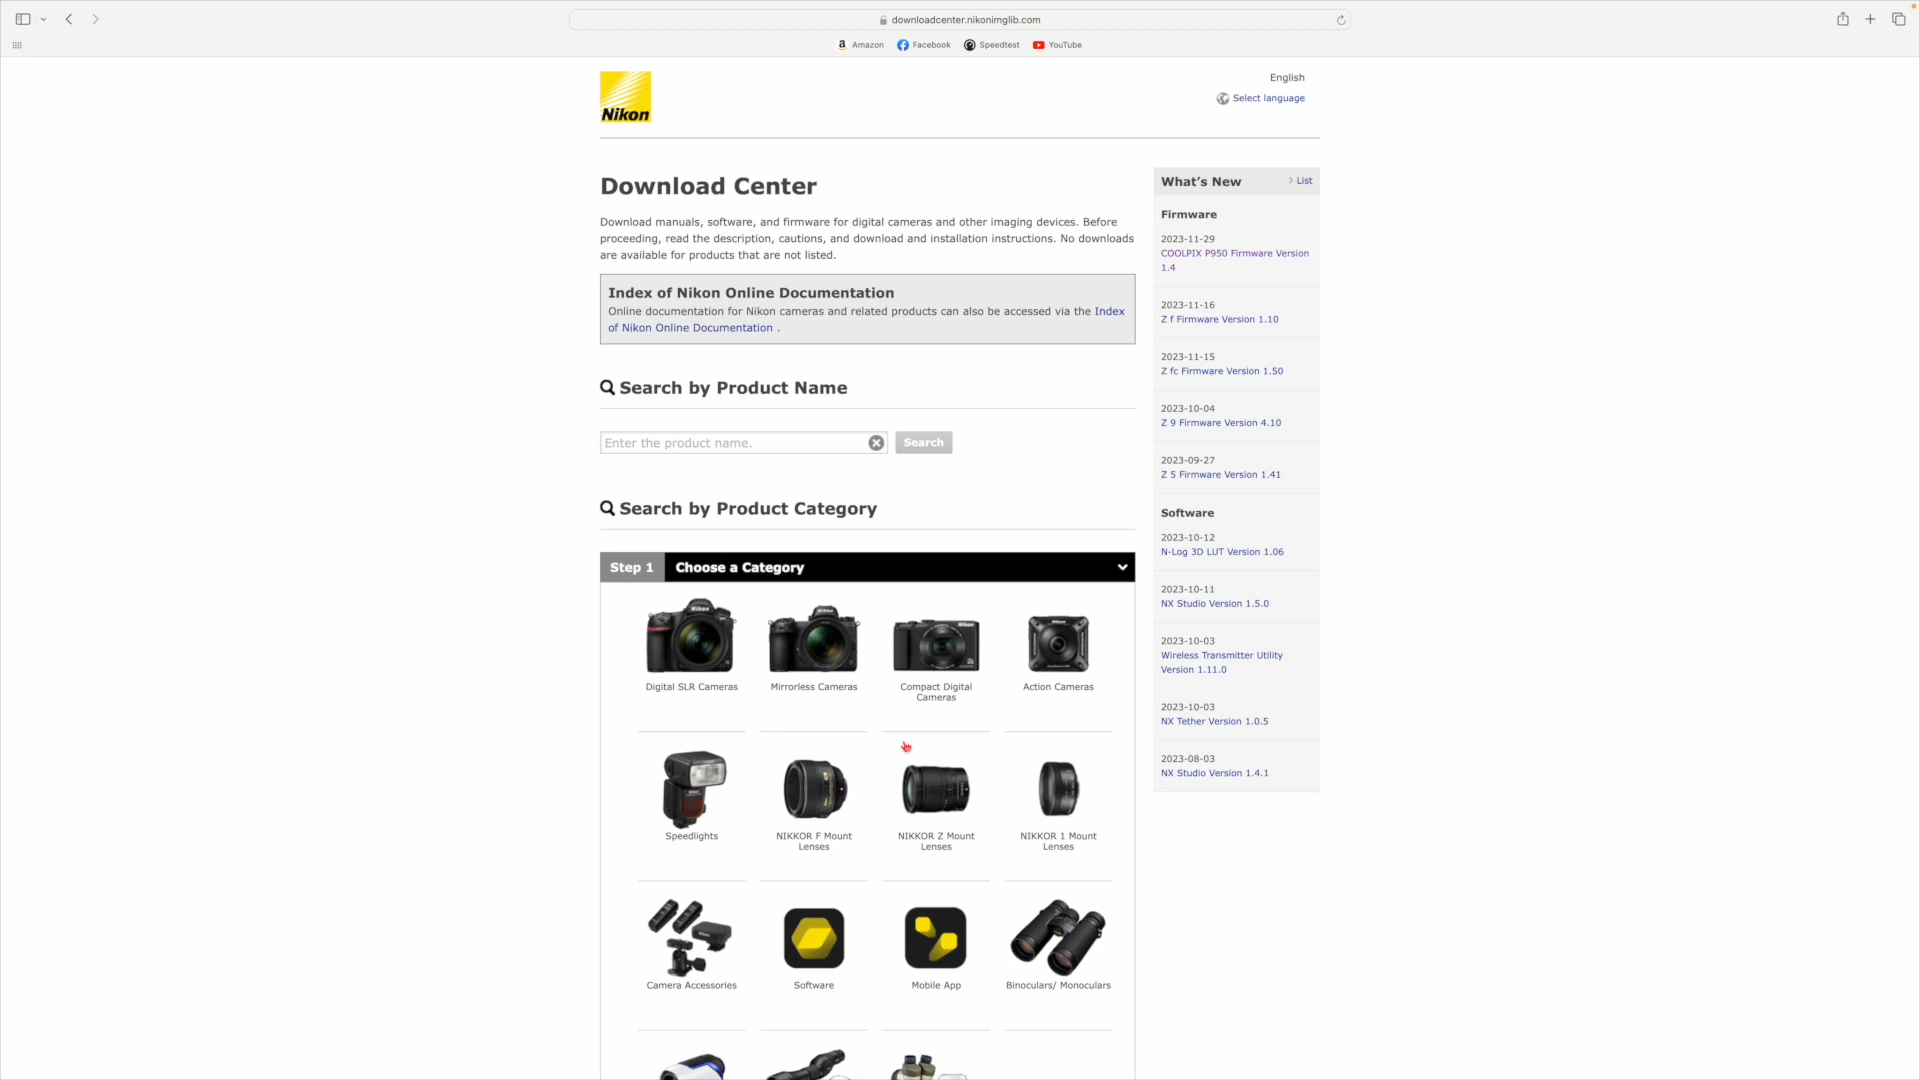 downloadcenter.nikonimglib.com
Amazon
Facebook
Speedtest
YouTube
Nikon
English
Select language
Download Center
Download manuals, software, and firmware for digital cameras and other imaging devices. Before
proceeding, read the description, cautions, and download and installation instructions. No downloads
are available for products that are not listed.
Index of Nikon Online Documentation
Online documentation for Nikon cameras and related products can also be accessed via the Index
of Nikon Online Documentation .
Search by Product Name
Enter the product name.
Search
Search by Product Category
Step 1
Choose a Category
Digital SLR Cameras
Mirrorless Cameras
Compact Digital
Cameras
Action Cameras
Speedlights
NIKKOR F Mount
Lenses
NIKKOR Z Mount
Lenses
NIKKOR 1 Mount
Lenses
Camera Accessories
Software
Mobile App
Binoculars/ Monoculars
What's New
List
Firmware
2023-11-29
COOLPIX P950 Firmware Version
1.4
2023-11-16
Z f Firmware Version 1.10
2023-11-15
Z fc Firmware Version 1.50
2023-10-04
Z 9 Firmware Version 4.10
2023-09-27
Z 5 Firmware Version 1.41
Software
2023-10-12
N-Log 3D LUT Version 1.06
2023-10-11
NX Studio Version 1.5.0
2023-10-03
Wireless Transmitter Utility
Version 1.11.0
2023-10-03
NX Tether Version 1.0.5
2023-08-03
NX Studio Version 1.4.1